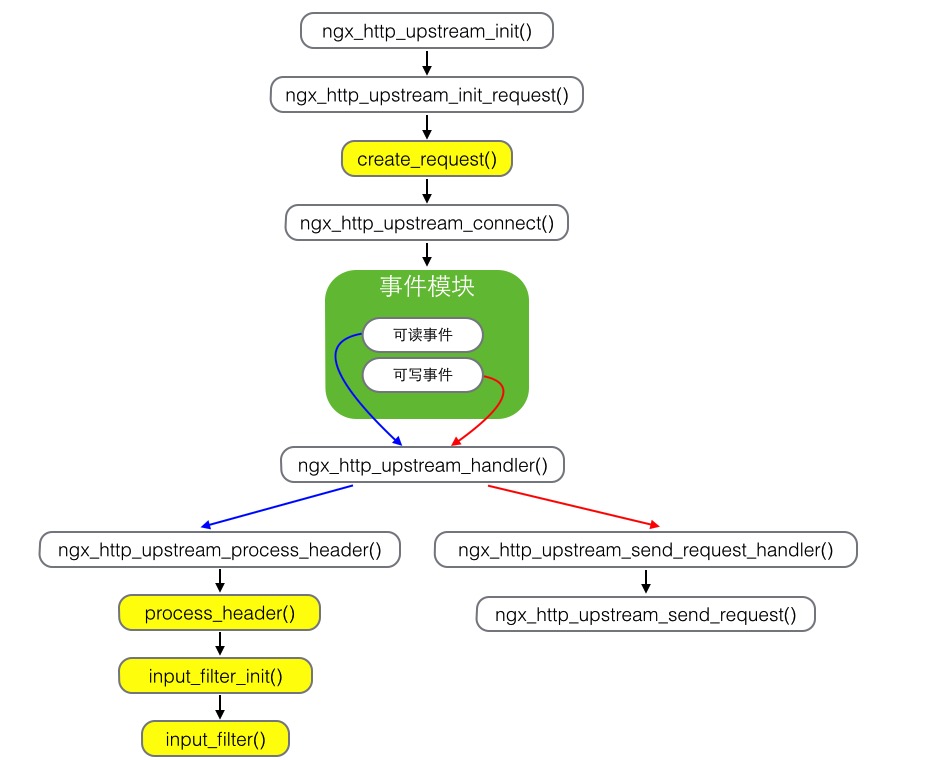 ngx_http_upstream_init()
ngx_http_upstream_init_request()
create_request()
ngx_http_upstream_connect()
事件模块
可读事件
可写事件
ngx_http_upstream_handler()
ngx_http_upstream_process_header()
ngx_http_upstream_send_request_handler()
process_header()
ngx_http_upstream_send_request()
input_filter_init()
input_filter()